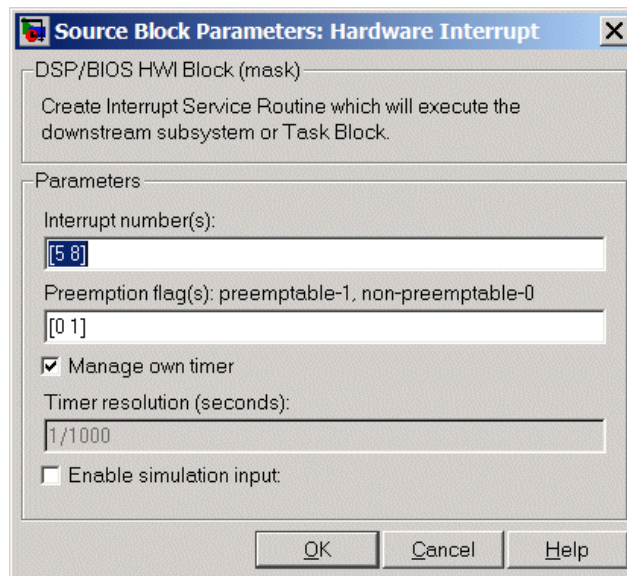 Source Block Parameters: Hardware Interrupt
DSP/BIOS HWI Block (mask)
Create Interrupt Service Routine which will execute the
downstream subsystem or Task Block.
Parameters
Interrupt number(s):
[5 8]
Preemption flag(s): preemptable-1, non-preemptable-0
[0 1]
Manage own timer
Timer resolution (seconds):
1/1000
Enable simulation input:
OK Cancel Help